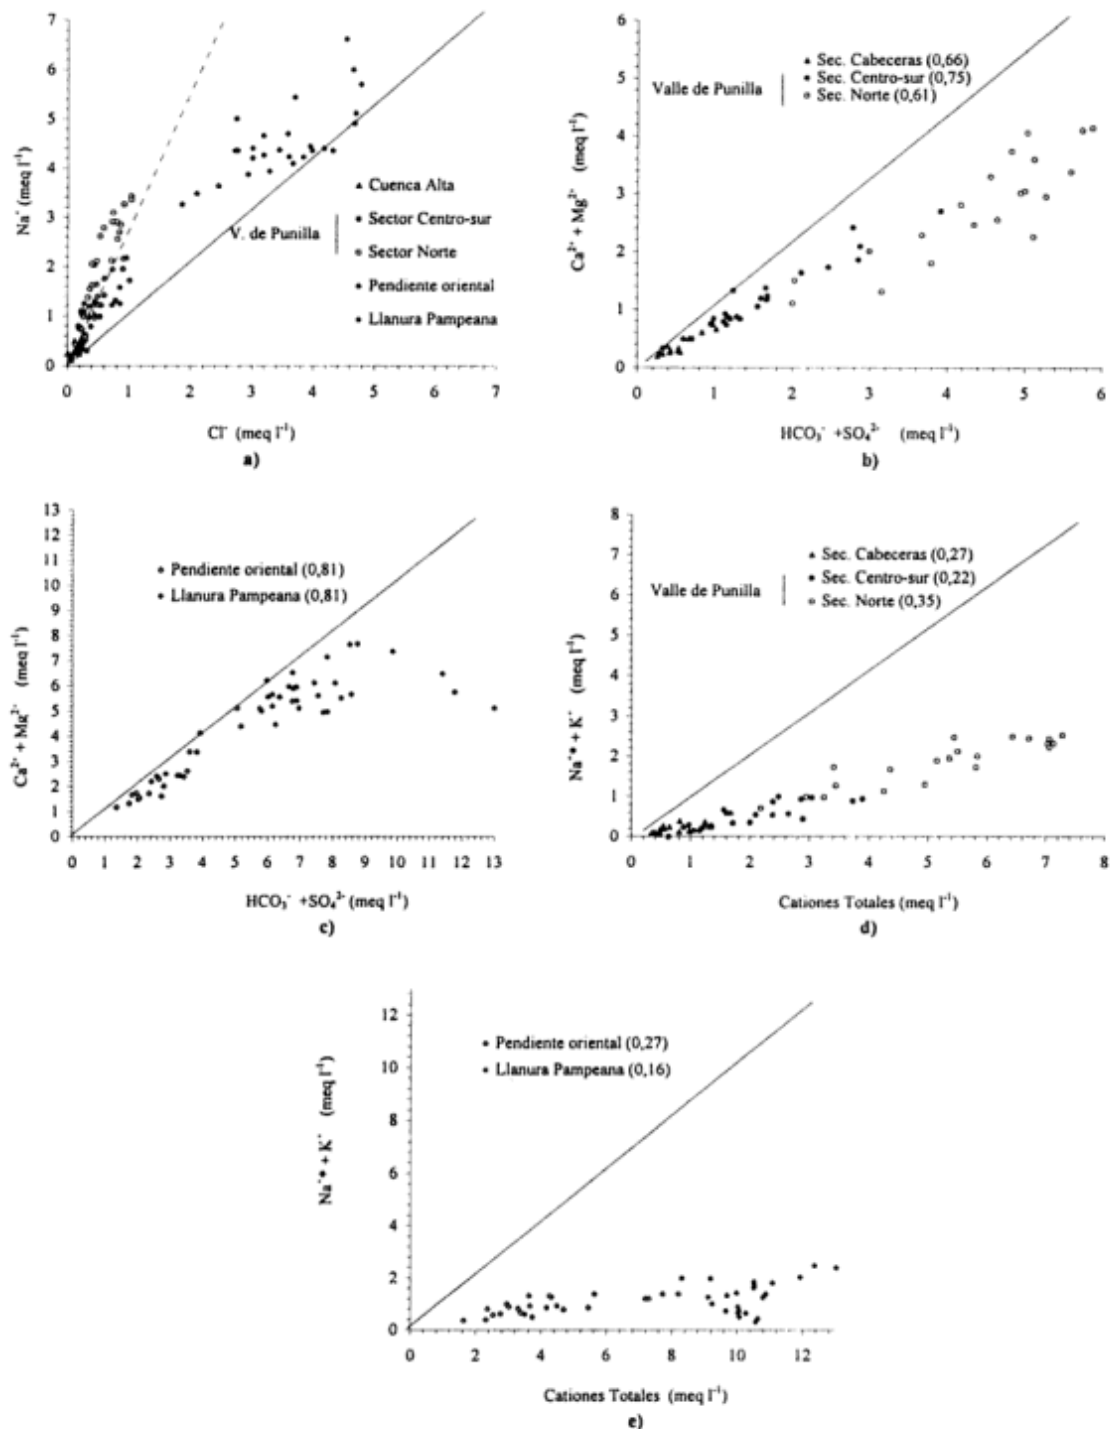 Na⁺ (meq l⁻¹)
7
6
5
4
3
2
1
0
▲ Cuenca Alta
● Sector Centro-sur
V. de Punilla
○ Sector Norte
● Pendiente oriental
● Llanura Pampeana
0 1 2 3 4 5 6 7
Cl⁻ (meq l⁻¹)
a)
Ca²⁺ + Mg²⁺ (meq l⁻¹)
6
5
4
3
2
1
0
▲ Sec. Cabeceras (0,66)
Valle de Punilla
● Sec. Centro-sur (0,75)
○ Sec. Norte (0,61)
0 1 2 3 4 5 6
HCO₃⁻ +SO₄²⁻ (meq l⁻¹)
b)
Ca²⁺ + Mg²⁺ (meq l⁻¹)
13
12
11
10
9
8
7
6
5
4
3
2
1
0
● Pendiente oriental (0,81)
● Llanura Pampeana (0,81)
0 1 2 3 4 5 6 7 8 9 10 11 12 13
HCO₃⁻ +SO₄²⁻ (meq l⁻¹)
c)
Na⁺ + K⁺ (meq l⁻¹)
8
7
6
5
4
3
2
1
0
▲ Sec. Cabeceras (0,27)
Valle de Punilla
● Sec. Centro-sur (0,22)
○ Sec. Norte (0,35)
0 1 2 3 4 5 6 7 8
Cationes Totales (meq l⁻¹)
d)
Na⁺ + K⁺ (meq l⁻¹)
12
10
8
6
4
2
0
● Pendiente oriental (0,27)
● Llanura Pampeana (0,16)
0 2 4 6 8 10 12
Cationes Totales (meq l⁻¹)
e)